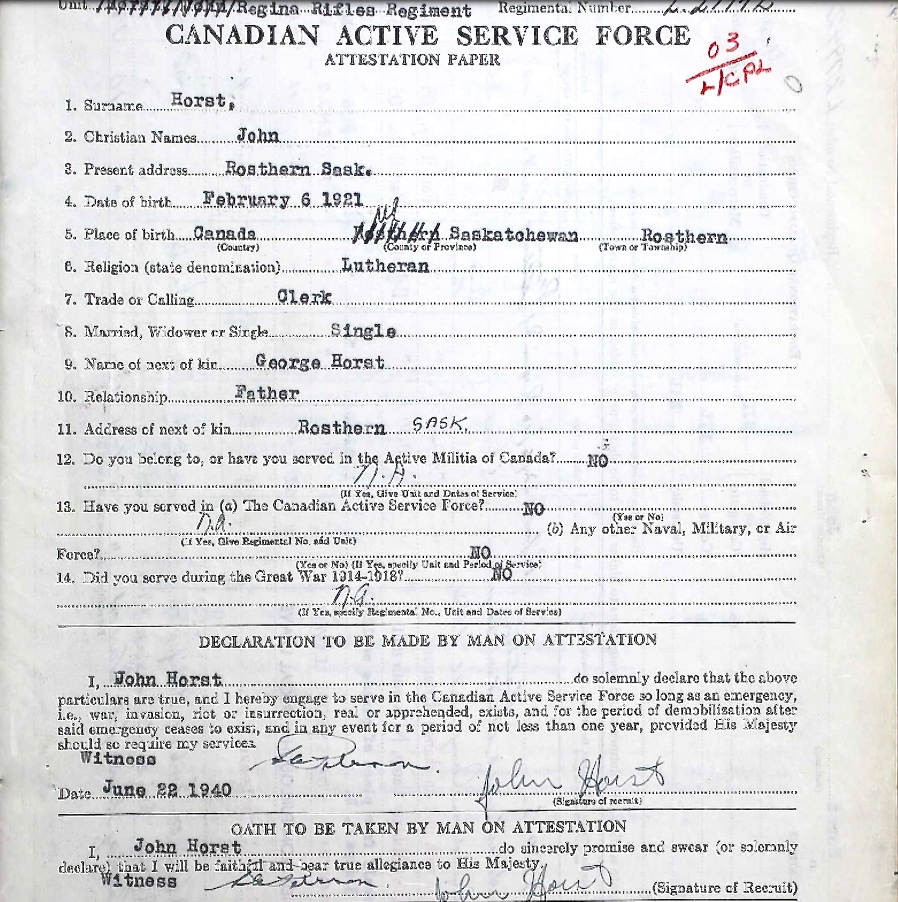 Unit Regina Rifles Regiment Regimental Number
CANADIAN ACTIVE SERVICE FORCE
ATTESTATION PAPER
03
L/CPL
1. Surname Horst,
2. Christian Names John
3. Present address Rosthern Sask.
4. Date of birth February 6 1921
5. Place of birth Canada Saskatchewan Rosthern
(Country) (County or Province) (Town or Township)
6. Religion (state denomination) Lutheran
7. Trade or Calling Clerk
8. Married, Widower or Single Single
9. Name of next of kin George Horst
10. Relationship Father
11. Address of next of kin Rosthern SASK.
12. Do you belong to, or have you served in the Active Militia of Canada? NO
N.A.
(If Yes, Give Unit and Dates of Service)
13. Have you served in (a) The Canadian Active Service Force? NO
(Yes or No)
N.A. (b) Any other Naval, Military, or Air
(If Yes, Give Regimental No. and Unit)
Force? NO
(Yes or No) (If Yes, specify Unit and Period of Service)
14. Did you serve during the Great War 1914-1918? NO
N.A.
(If Yes, specify Regimental No., Unit and Dates of Service)
DECLARATION TO BE MADE BY MAN ON ATTESTATION
I, John Horst do solemnly declare that the above
particulars are true, and I hereby engage to serve in the Canadian Active Service Force so long as an emergency,
i.e., war, invasion, riot or insurrection, real or apprehended, exists, and for the period of demobilization after
said emergency ceases to exist, and in any event for a period of not less than one year, provided His Majesty
should so require my services.
Witness
John Horst
Date June 22 1940
(Signature of recruit)
OATH TO BE TAKEN BY MAN ON ATTESTATION
I, John Horst do sincerely promise and swear (or solemnly
declare) that I will be faithful and bear true allegiance to His Majesty.
Witness John Horst (Signature of Recruit)